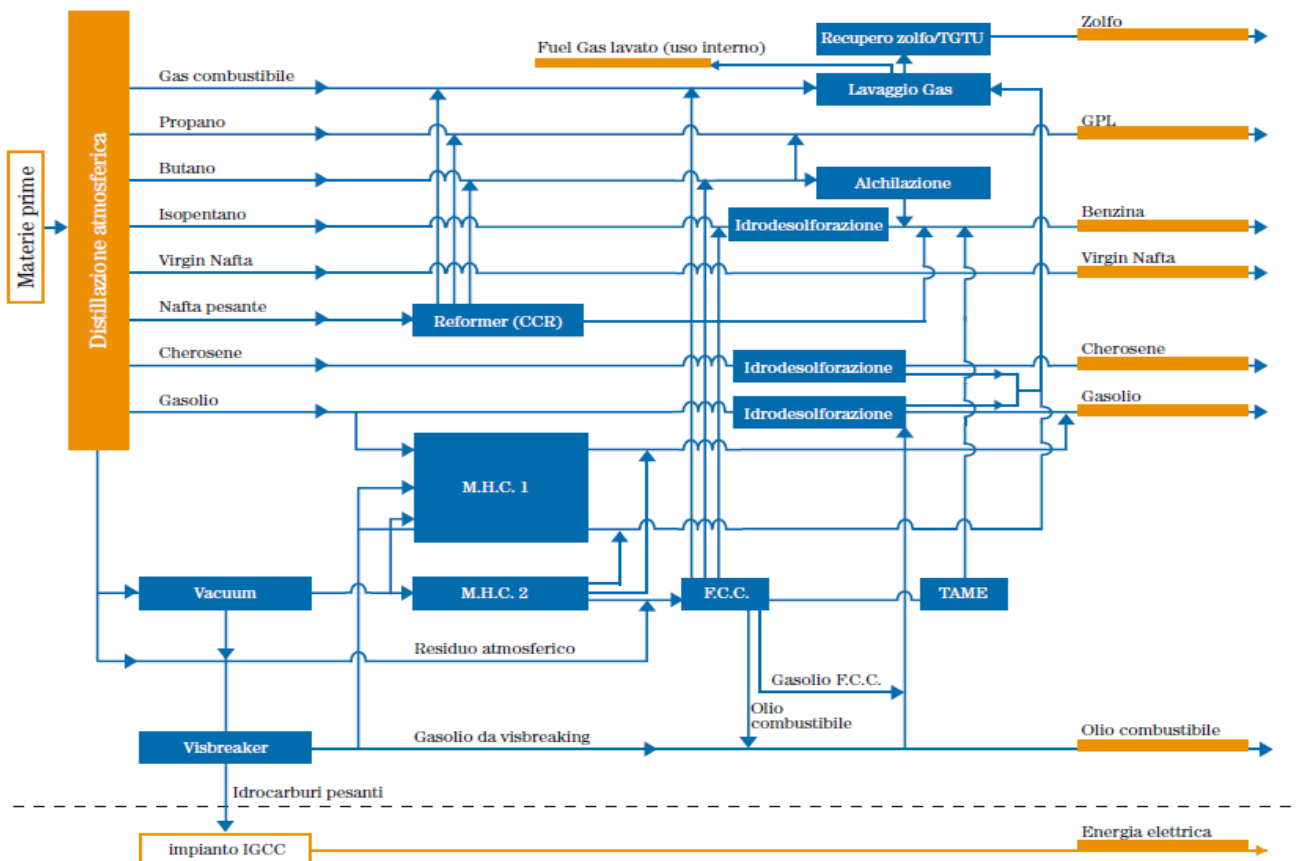 Zolfo
Recupero zolfo/TGTU
Fuel Gas lavato (uso interno)
Gas combustibile
Lavaggio Gas
Propano
GPL
Butano
Alchilazione
Isopentano
Idrodesolforazione
Benzina
Virgin Nafta
Virgin Nafta
Nafta pesante
Reformer (CCR)
Cherosene
Idrodesolforazione
Cherosene
Gasolio
Idrodesolforazione
Gasolio
Materie prime
Distillazione atmosferica
M.H.C. 1
Vacuum
M.H.C. 2
F.C.C.
TAME
Residuo atmosferico
Gasolio F.C.C.
Olio
combustibile
Visbreaker
Gasolio da visbreaking
Olio combustibile
Idrocarburi pesanti
impianto IGCC
Energia elettrica